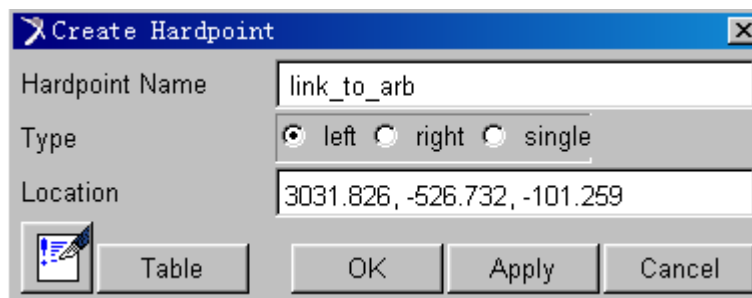 Create Hardpoint
Hardpoint Name link_to_arb
Type left right single
Location 3031.826, -526.732, -101.259
Table OK Apply Cancel